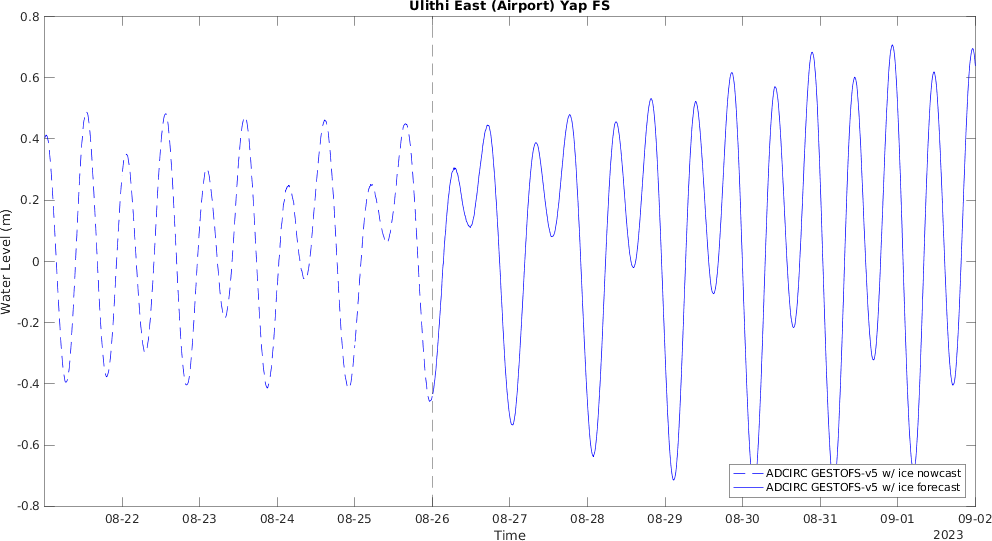 Ulithi East (Airport) Yap FS
0.8
0.6
0.4
0.2
0
-0.2
-0.4
-0.6
-0.8
Water Level (m)
ADCIRC GESTOFS-v5 w/ ice nowcast
ADCIRC GESTOFS-v5 w/ ice forecast
08-22 08-23 08-24 08-25 08-26 08-27 08-28 08-29 08-30 08-31 09-01 09-02
Time
2023